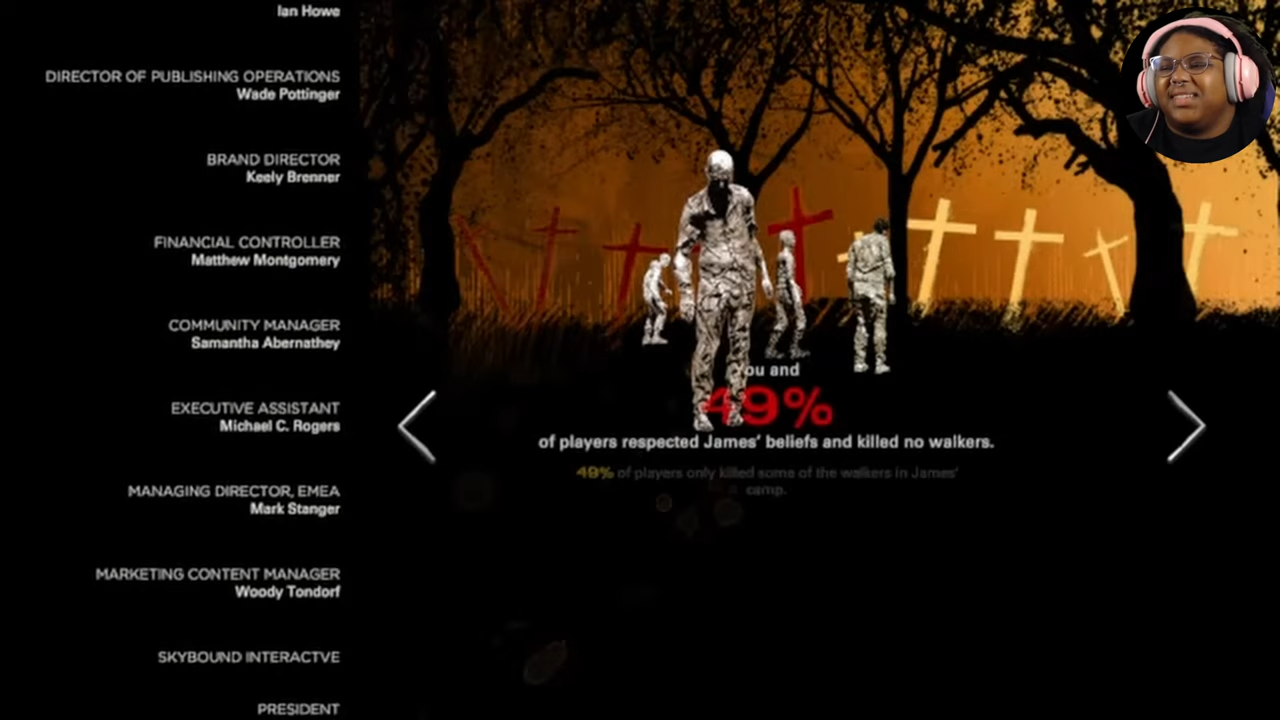 Ian Howe
DIRECTOR OF PUBLISHING OPERATIONS
Wade Pottinger
BRAND DIRECTOR
Keely Brenner
FINANCIAL CONTROLLER
Matthew Montgomery
COMMUNITY MANAGER
Samantha Abernathey
EXECUTIVE ASSISTANT
Michael C. Rogers
MANAGING DIRECTOR, EMEA
Mark Stanger
MARKETING CONTENT MANAGER
Woody Tondorf
SKYBOUND INTERACTVE
PRESIDENT
You and
49%
of players respected James' beliefs and killed no walkers.
49% of players only killed some of the walkers in James'
camp.